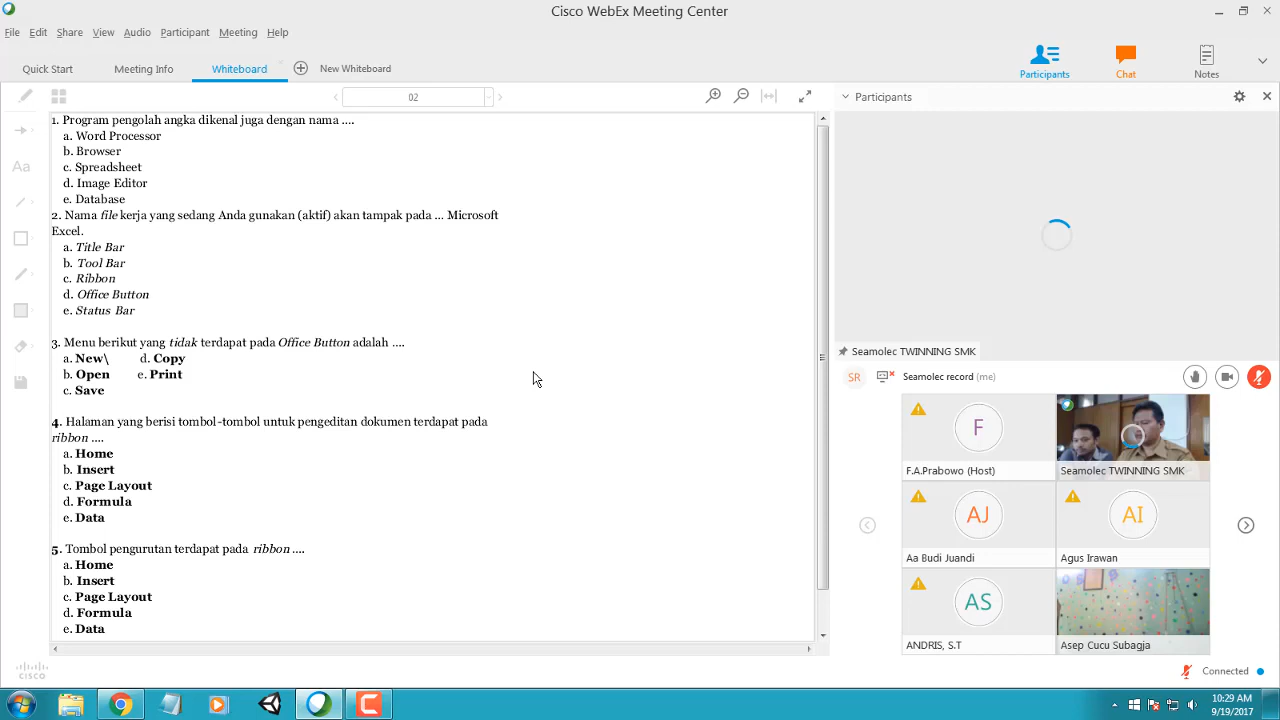 Cisco WebEx Meeting Center
File Edit Share View Audio Participant Meeting Help
Quick Start Meeting Info Whiteboard New Whiteboard
Participants Chat Notes
02
Aa
1. Program pengolah angka dikenal juga dengan nama ....
a. Word Processor
b. Browser
c. Spreadsheet
d. Image Editor
e. Database
2. Nama file kerja yang sedang Anda gunakan (aktif) akan tampak pada ... Microsoft
Excel.
a. Title Bar
b. Tool Bar
c. Ribbon
d. Office Button
e. Status Bar
3. Menu berikut yang tidak terdapat pada Office Button adalah ....
a. New\ d. Copy
b. Open e. Print
c. Save
4. Halaman yang berisi tombol-tombol untuk pengeditan dokumen terdapat pada
ribbon ....
a. Home
b. Insert
c. Page Layout
d. Formula
e. Data
5. Tombol pengurutan terdapat pada ribbon ....
a. Home
b. Insert
c. Page Layout
d. Formula
e. Data
cisco
Participants
Seamolec TWINNING SMK
SR Seamolec record (me)
F
F.A.Prabowo (Host)
Seamolec TWINNING SMK
AJ
Aa Budi Juandi
AI
Agus Irawan
AS
ANDRIS, S.T
Asep Cucu Subagja
Connected
10:29 AM
9/19/2017